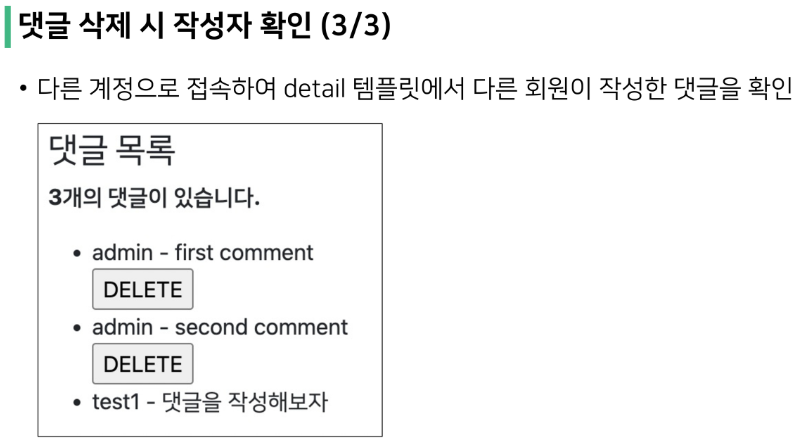 댓글 삭제 시 작성자 확인 (3/3)
• 다른 계정으로 접속하여 detail 템플릿에서 다른 회원이 작성한 댓글을 확인
댓글 목록
3개의 댓글이 있습니다.
• admin - first comment
DELETE
• admin - second comment
DELETE
• test1 - 댓글을 작성해보자